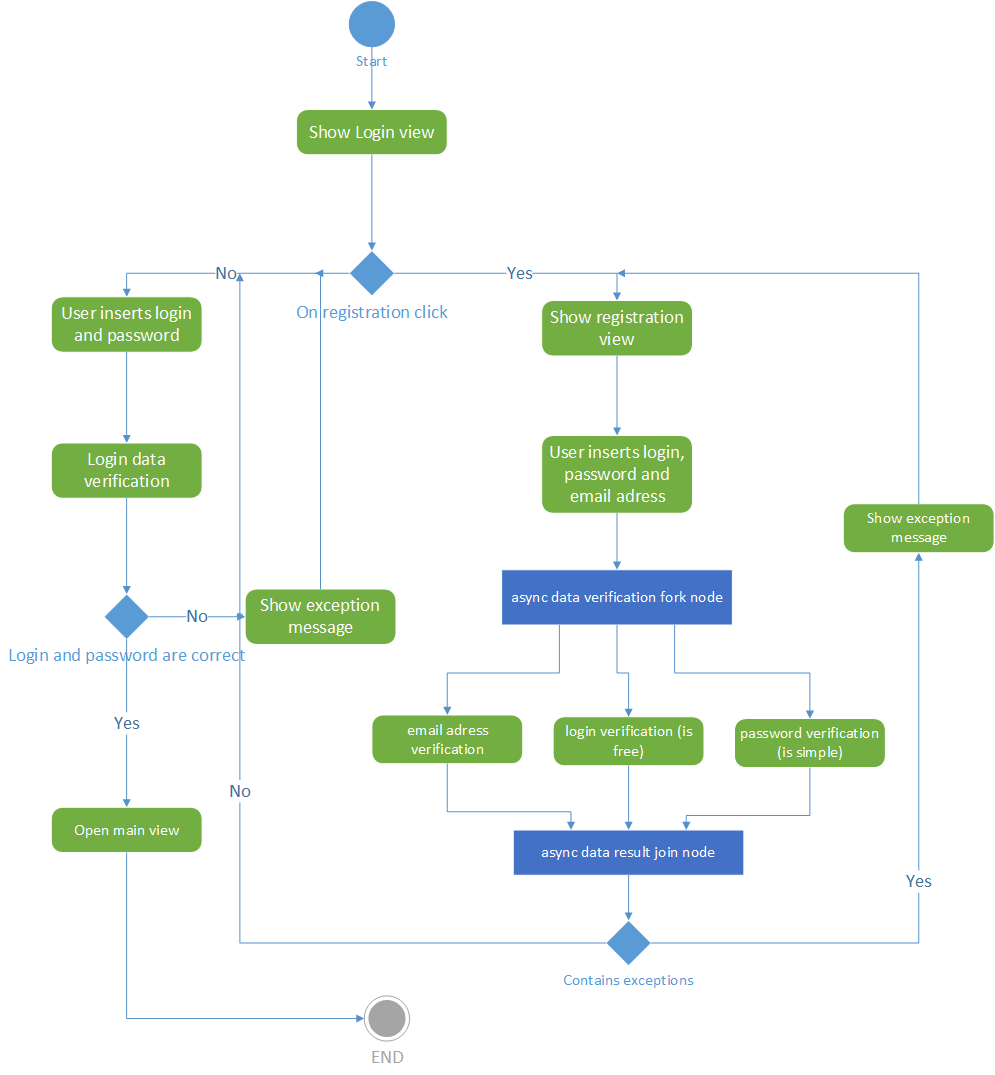 Start
Show Login view
No
Yes
On registration click
User inserts login
and password
Show registration
view
Login data
verification
User inserts login,
password and
email adress
Show exception
message
async data verification fork node
No
Show exception
message
Login and password are correct
Yes
email adress
verification
login verification (is
free)
password verification
(is simple)
No
Open main view
async data result join node
Yes
Contains exceptions
END